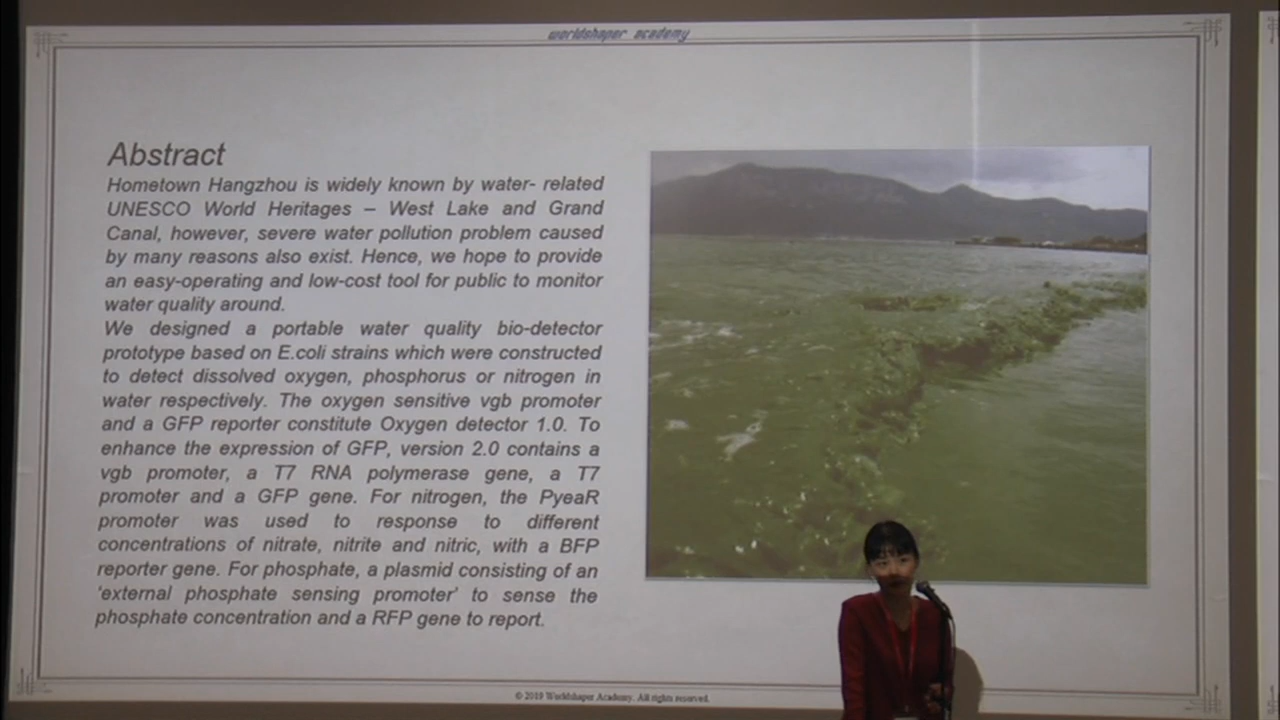 worldshaper academy
Abstract
Hometown Hangzhou is widely known by water- related
UNESCO World Heritages – West Lake and Grand
Canal, however, severe water pollution problem caused
by many reasons also exist. Hence, we hope to provide
an easy-operating and low-cost tool for public to monitor
water quality around.
We designed a portable water quality bio-detector
prototype based on E.coli strains which were constructed
to detect dissolved oxygen, phosphorus or nitrogen in
water respectively. The oxygen sensitive vgb promoter
and a GFP reporter constitute Oxygen detector 1.0. To
enhance the expression of GFP, version 2.0 contains a
vgb promoter, a T7 RNA polymerase gene, a T7
promoter and a GFP gene. For nitrogen, the PyeaR
promoter was used to response to different
concentrations of nitrate, nitrite and nitric, with a BFP
reporter gene. For phosphate, a plasmid consisting of an
'external phosphate sensing promoter' to sense the
phosphate concentration and a RFP gene to report.
© 2019 Worldshaper Academy. All rights reserved.